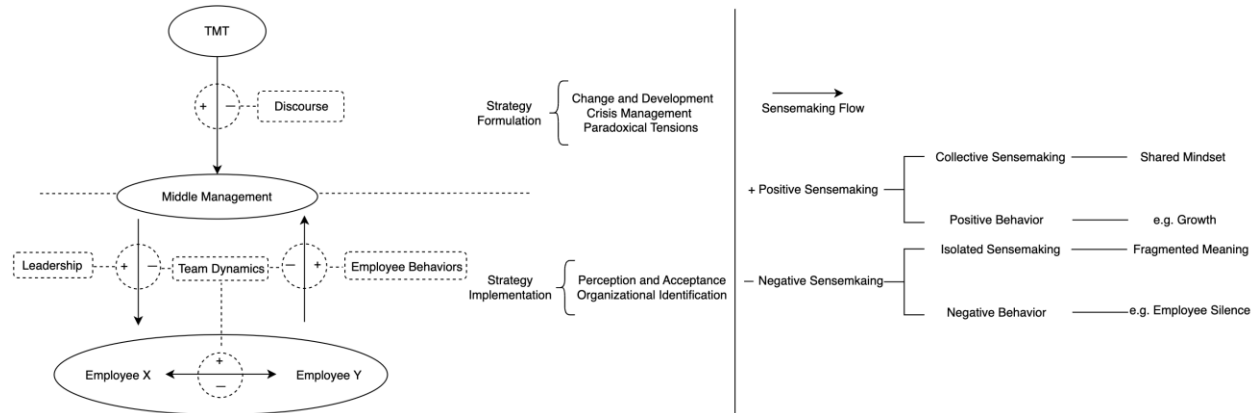 TMT
+ − Discourse
Strategy
Formulation
Change and Development
Crisis Management
Paradoxical Tensions
Middle Management
Leadership
+ −
Team Dynamics
− +
Employee Behaviors
Strategy
Implementation
Perception and Acceptance
Organizational Identification
+
−
Employee X
Employee Y
Sensemaking Flow
+ Positive Sensemaking
Collective Sensemaking
Shared Mindset
Positive Behavior
e.g. Growth
− Negative Sensemkaing
Isolated Sensemaking
Fragmented Meaning
Negative Behavior
e.g. Employee Silence